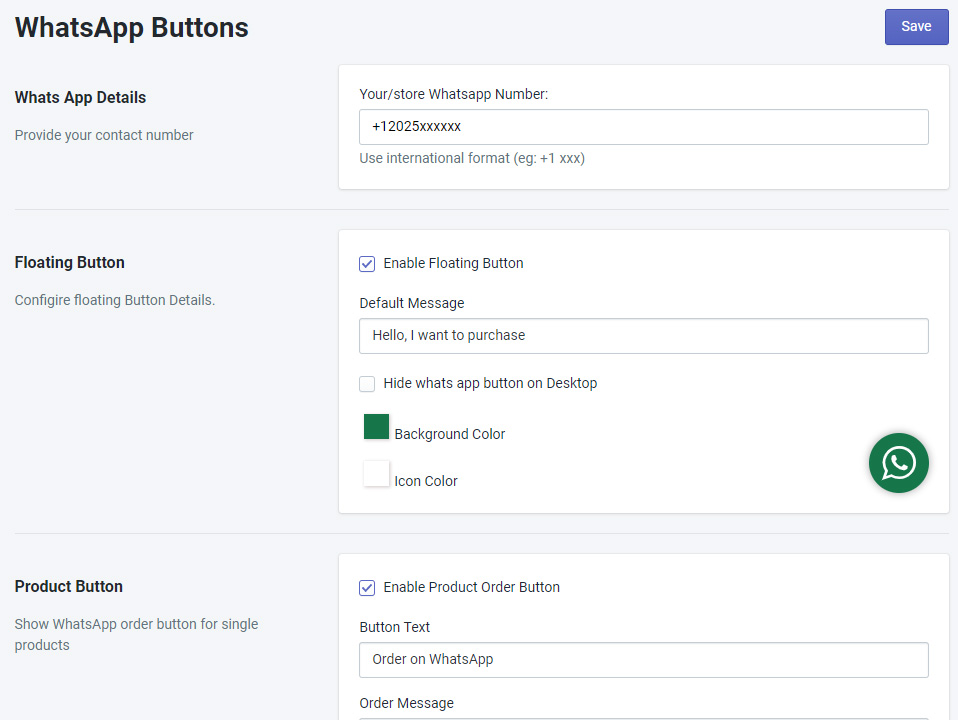 WhatsApp Buttons
Save
Whats App Details
Provide your contact number
Your/store Whatsapp Number:
+12025xxxxxx
Use international format (eg: +1 xxx)
Floating Button
Configire floating Button Details.
Enable Floating Button
Default Message
Hello, I want to purchase
Hide whats app button on Desktop
Background Color
Icon Color
Product Button
Show WhatsApp order button for single
products
Enable Product Order Button
Button Text
Order on WhatsApp
Order Message